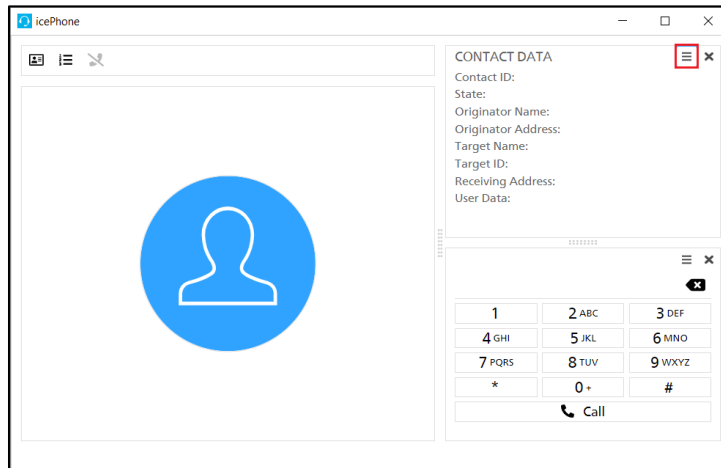 icePhone
CONTACT DATA
Contact ID:
State:
Originator Name:
Originator Address:
Target Name:
Target ID:
Receiving Address:
User Data:
1 2 ABC 3 DEF
4 GHI 5 JKL 6 MNO
7 PQRS 8 TUV 9 WXYZ
* 0 + #
Call